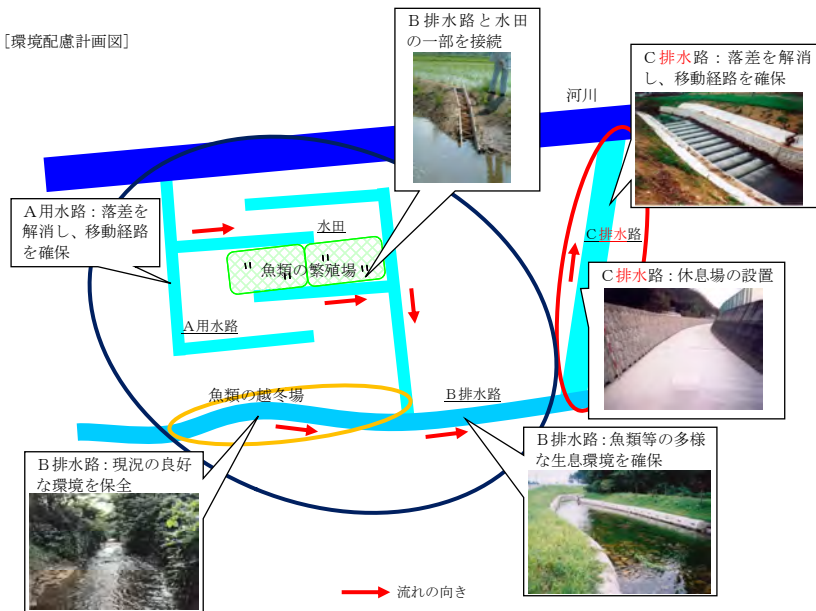 [環境配慮計画図]
B排水路と水田
の一部を接続
河川
C排水路：落差を解消
し、移動経路を確保
A用水路：落差を
解消し、移動経路
を確保
水田
魚類の繁殖場
C排水路
C排水路：休息場の設置
A用水路
魚類の越冬場
B排水路
B排水路：現況の良好
な環境を保全
B排水路：魚類等の多様
な生息環境を確保
流れの向き